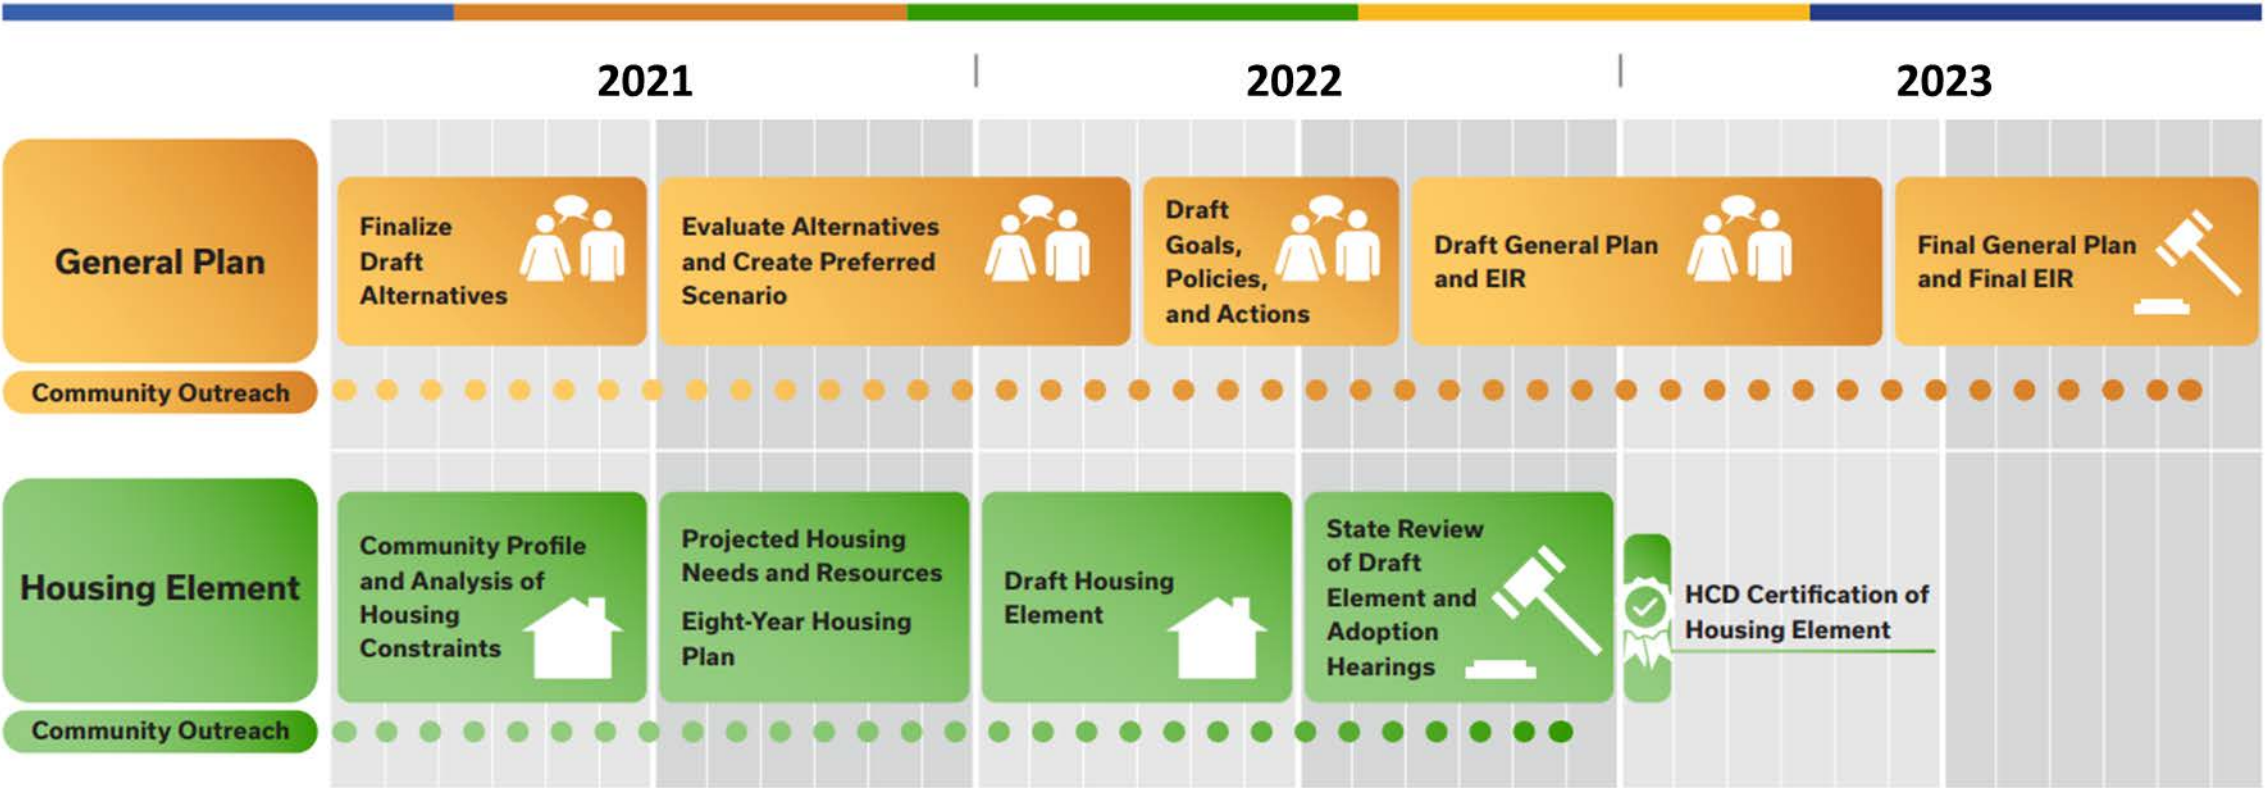 2021
2022
2023
General Plan
Finalize
Draft
Alternatives
Evaluate Alternatives
and Create Preferred
Scenario
Draft
Goals,
Policies,
and Actions
Draft General Plan
and EIR
Final General Plan
and Final EIR
Community Outreach
Housing Element
Community Profile
and Analysis of
Housing
Constraints
Projected Housing
Needs and Resources
Eight-Year Housing
Plan
Draft Housing
Element
State Review
of Draft
Element and
Adoption
Hearings
HCD Certification of
Housing Element
Community Outreach